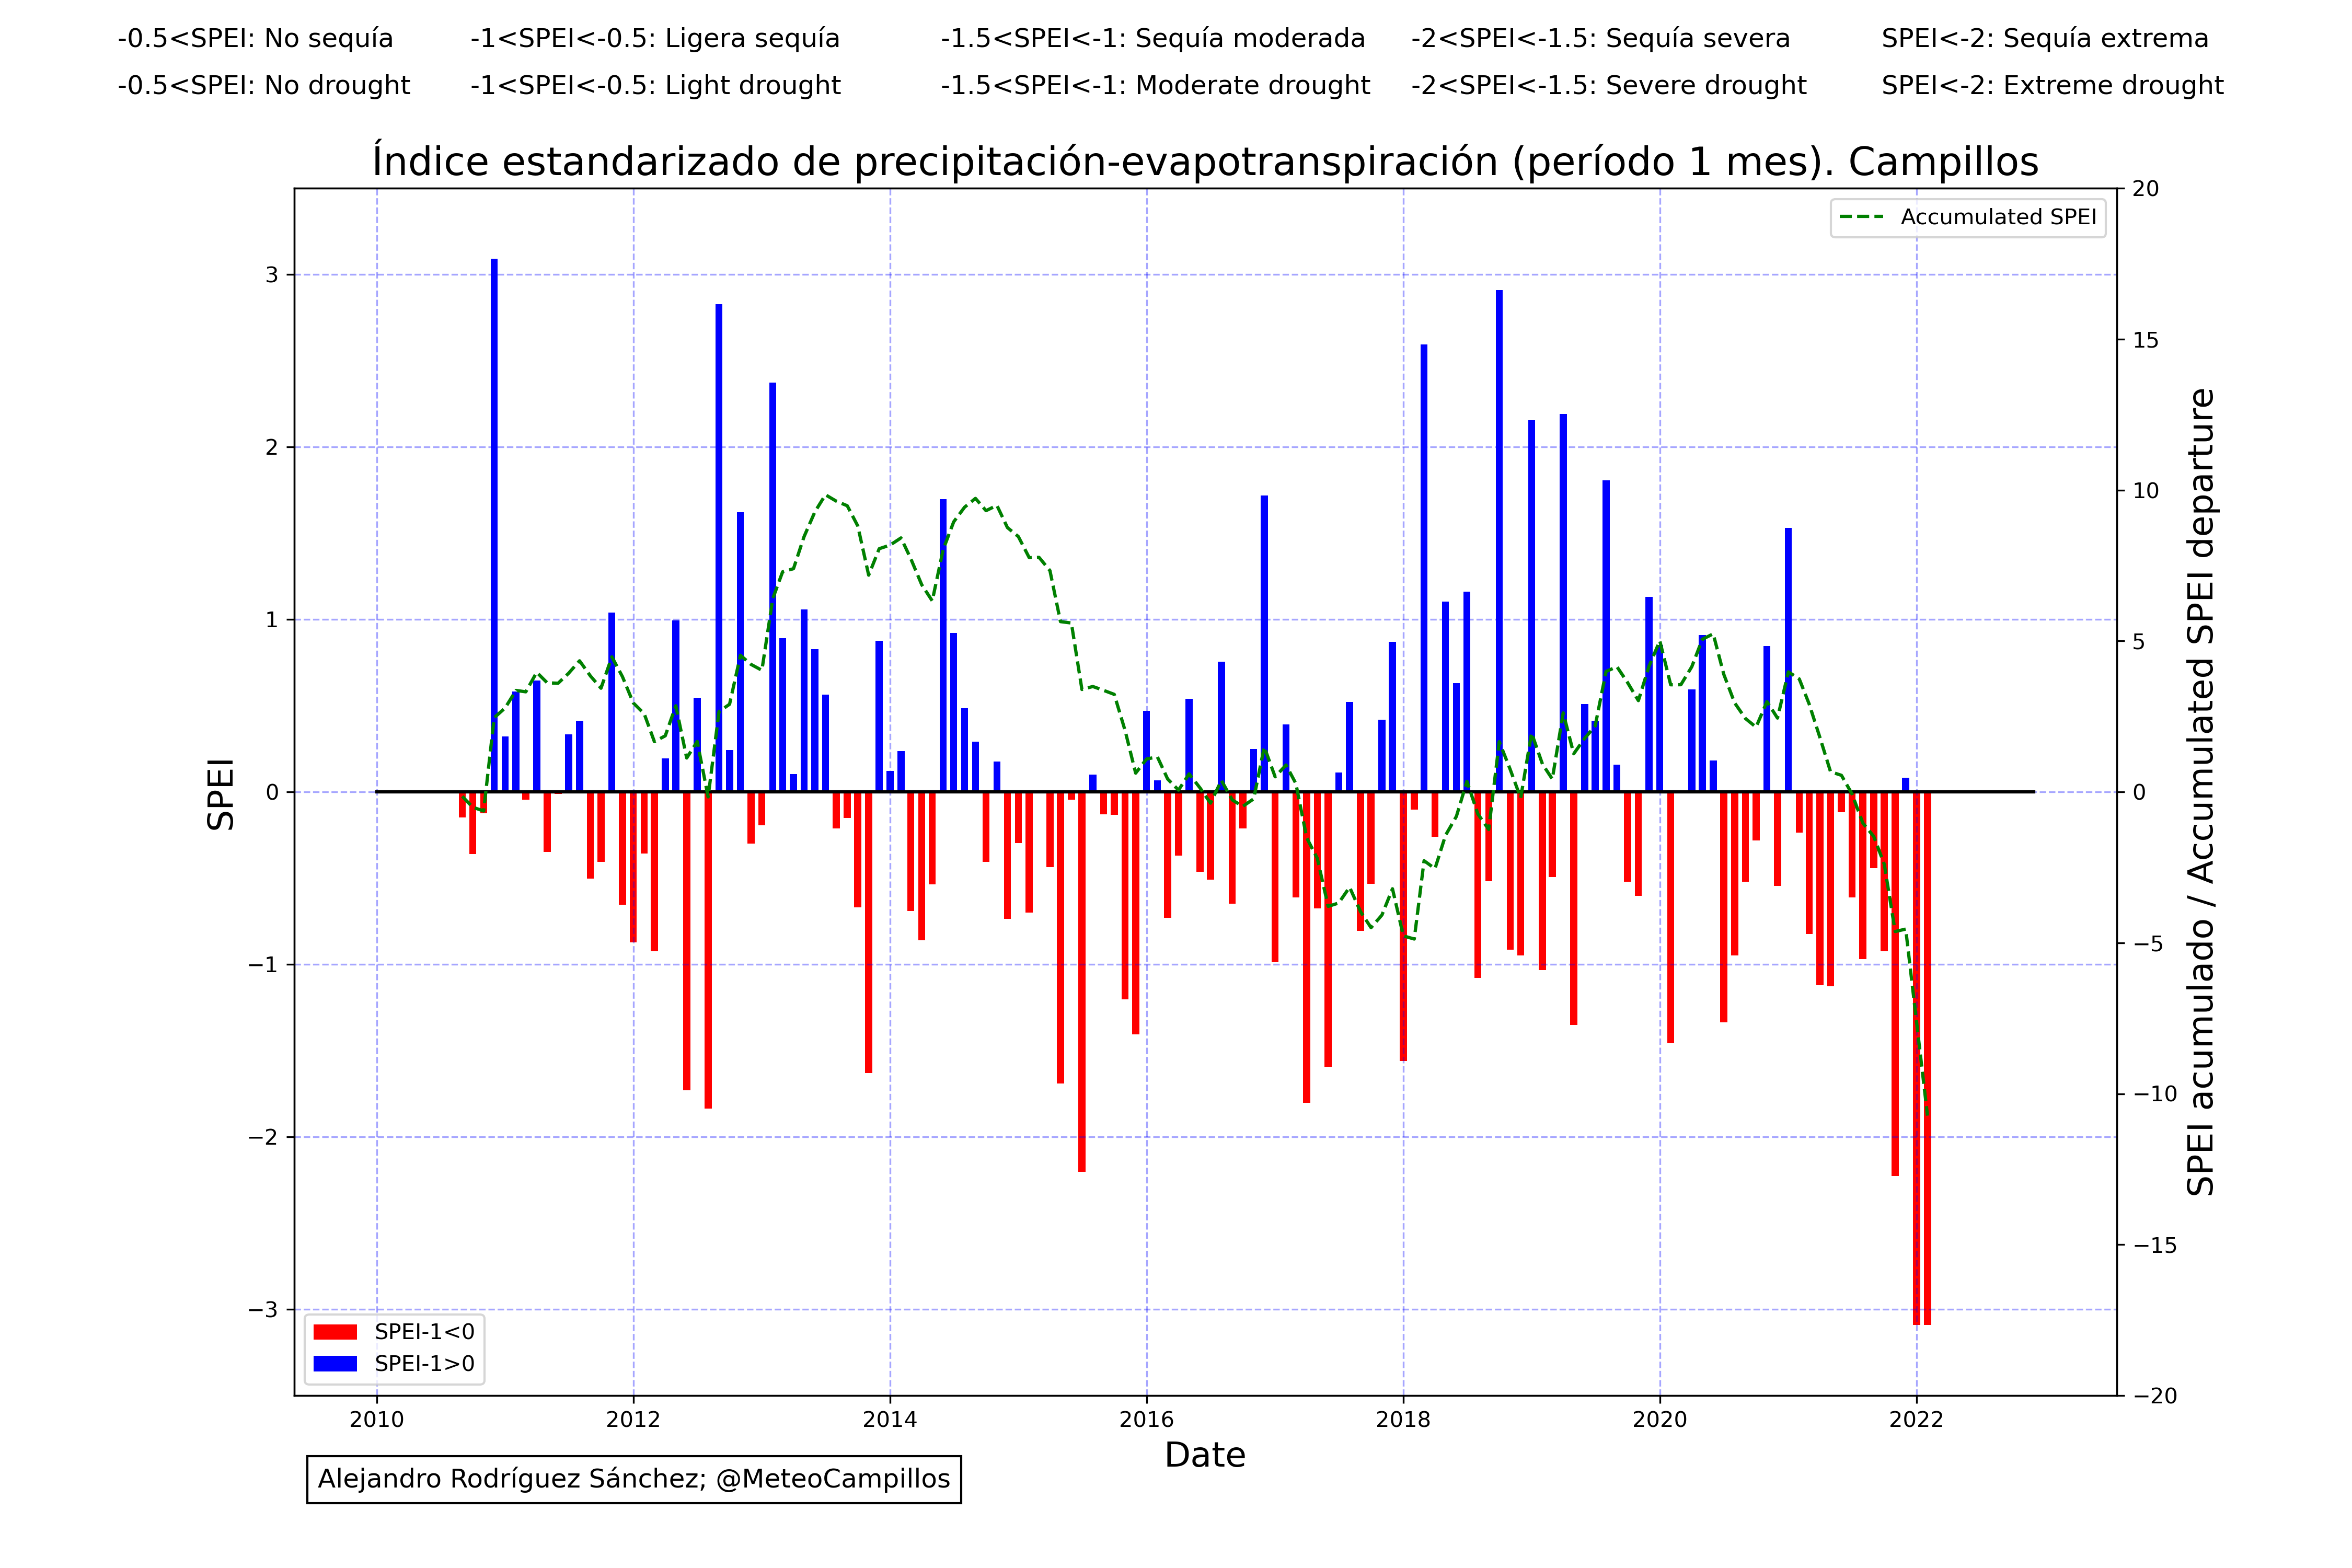 -0.5<SPEI: No sequía -1<SPEI<-0.5: Ligera sequía -1.5<SPEI<-1: Sequía moderada -2<SPEI<-1.5: Sequía severa SPEI<-2: Sequía extrema
-0.5<SPEI: No drought -1<SPEI<-0.5: Light drought -1.5<SPEI<-1: Moderate drought -2<SPEI<-1.5: Severe drought SPEI<-2: Extreme drought
Índice estandarizado de precipitación-evapotranspiración (período 1 mes). Campillos
SPEI
3
2
1
0
−1
−2
−3
Accumulated SPEI
20
15
10
5
0
−5
−10
−15
−20
SPEI acumulado / Accumulated SPEI departure
SPEI-1<0
SPEI-1>0
2010 2012 2014 2016 2018 2020 2022
Date
Alejandro Rodríguez Sánchez; @MeteoCampillos